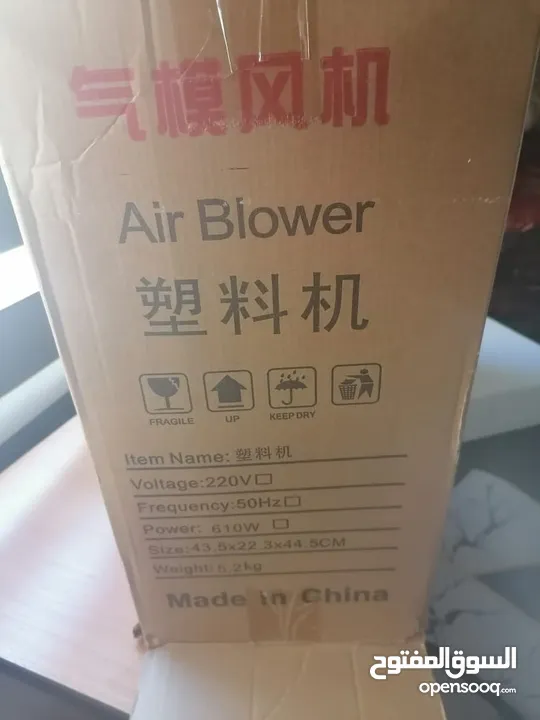 气模风机
Air Blower
塑料机
FRAGILE
UP
KEEP DRY
Item Name: 塑料机
Voltage:220V☐
Frequency:50Hz☐
Power: 610W ☐
Size:43.5x22.3x44.5CM
Weight:5.2kg
Made in China
السوق المفتوح
opensooq.com